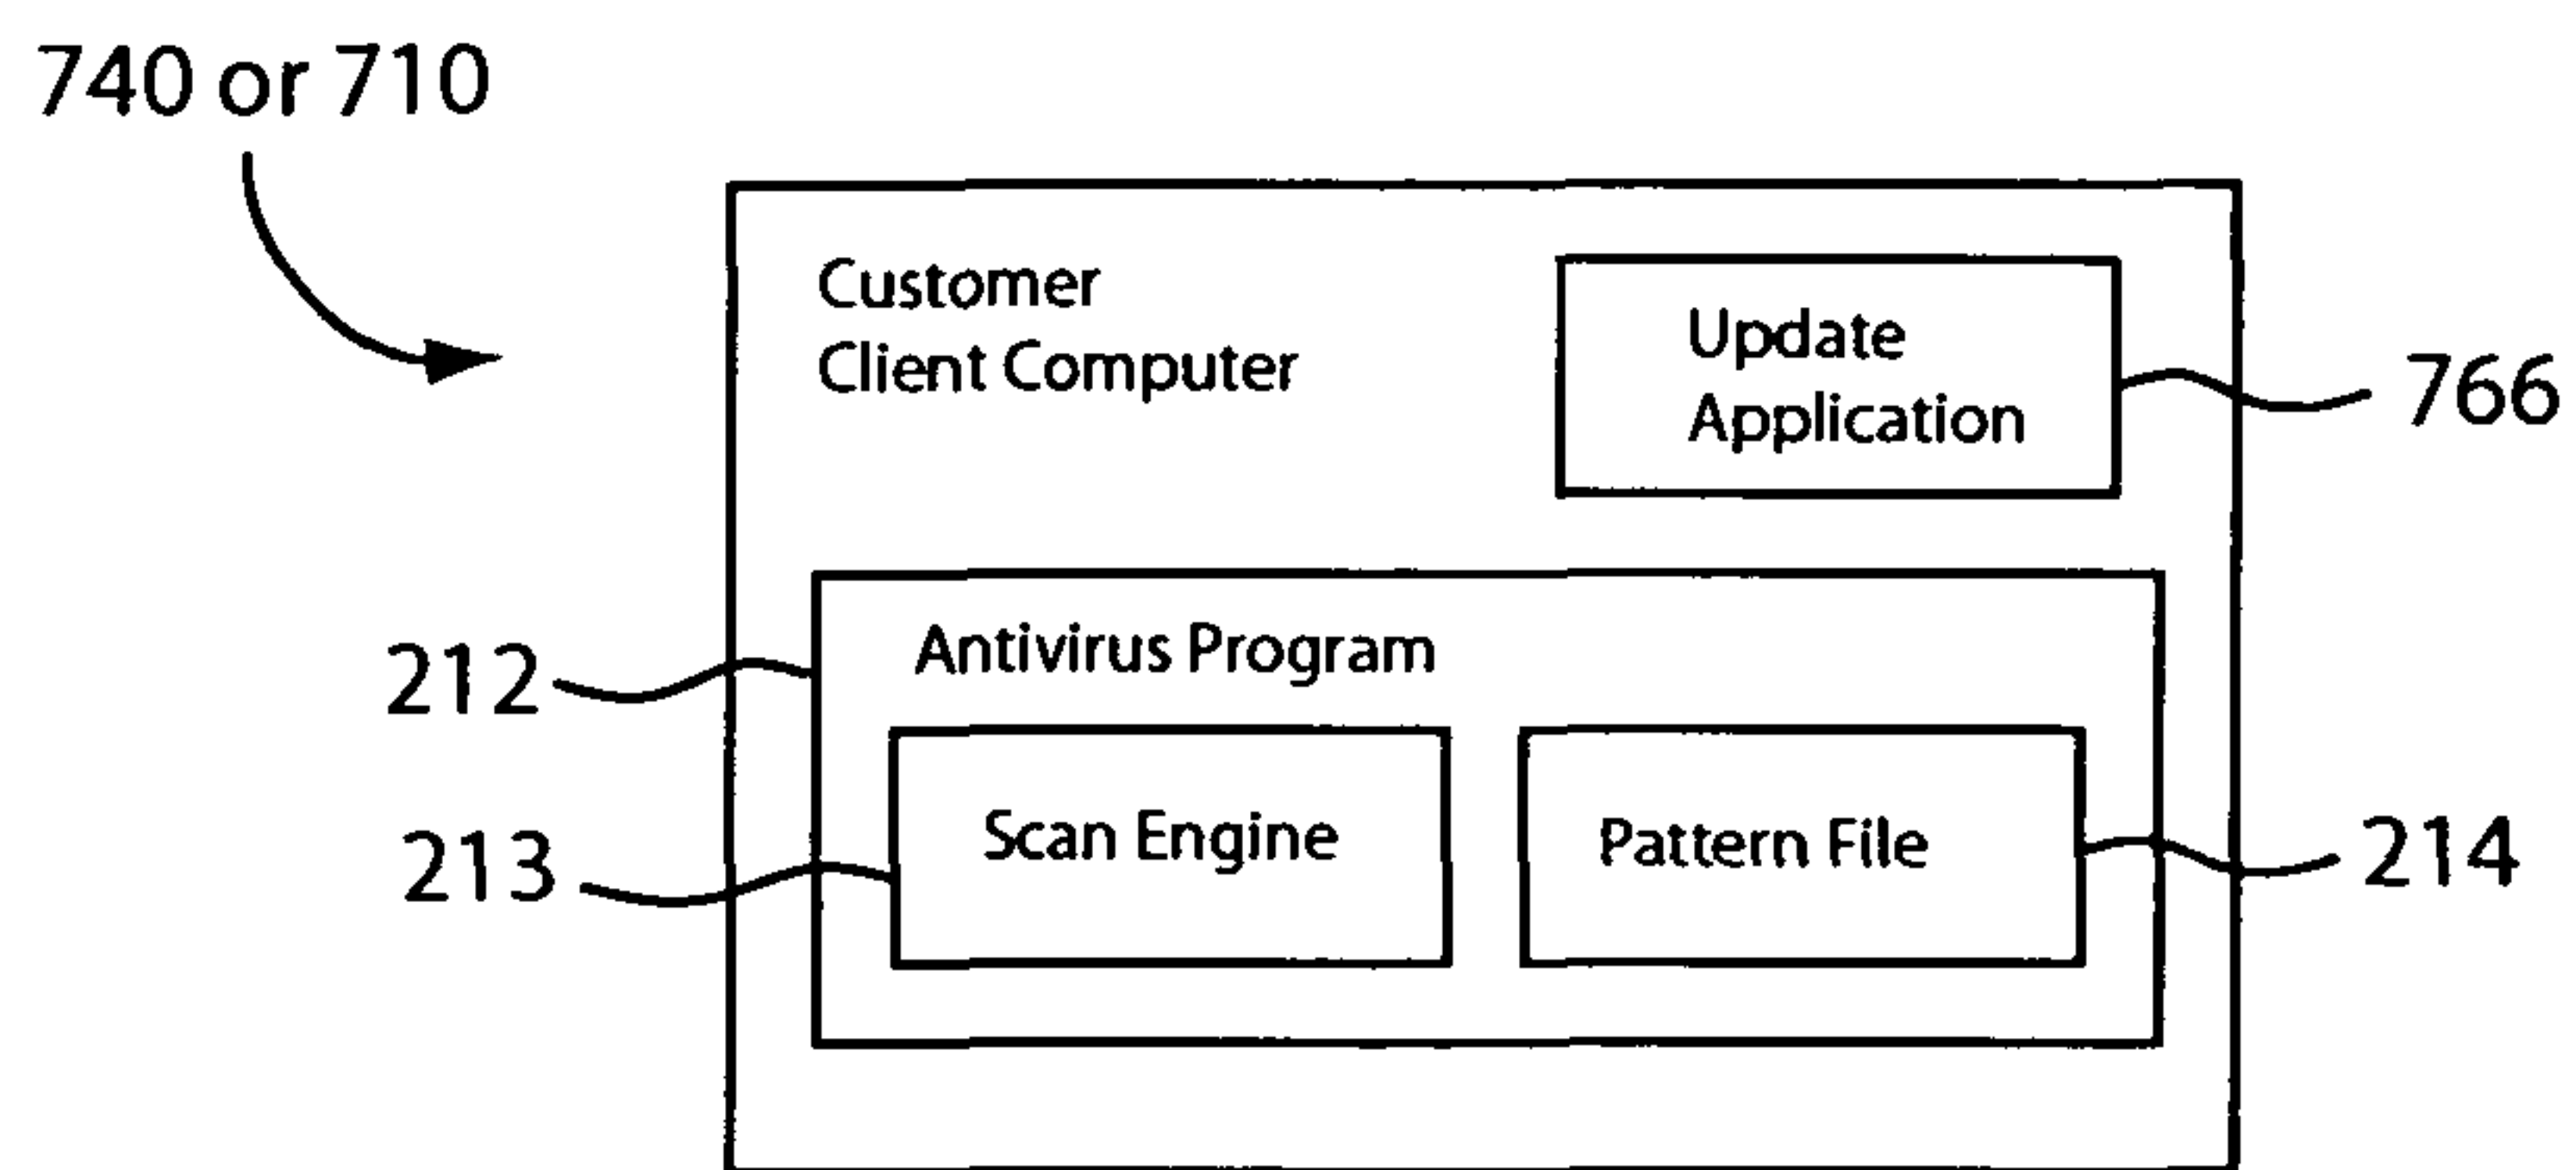 740 or 710
Customer
Client Computer
Update
Application
766
Antivirus Program
212
Scan Engine
Pattern File
213
214